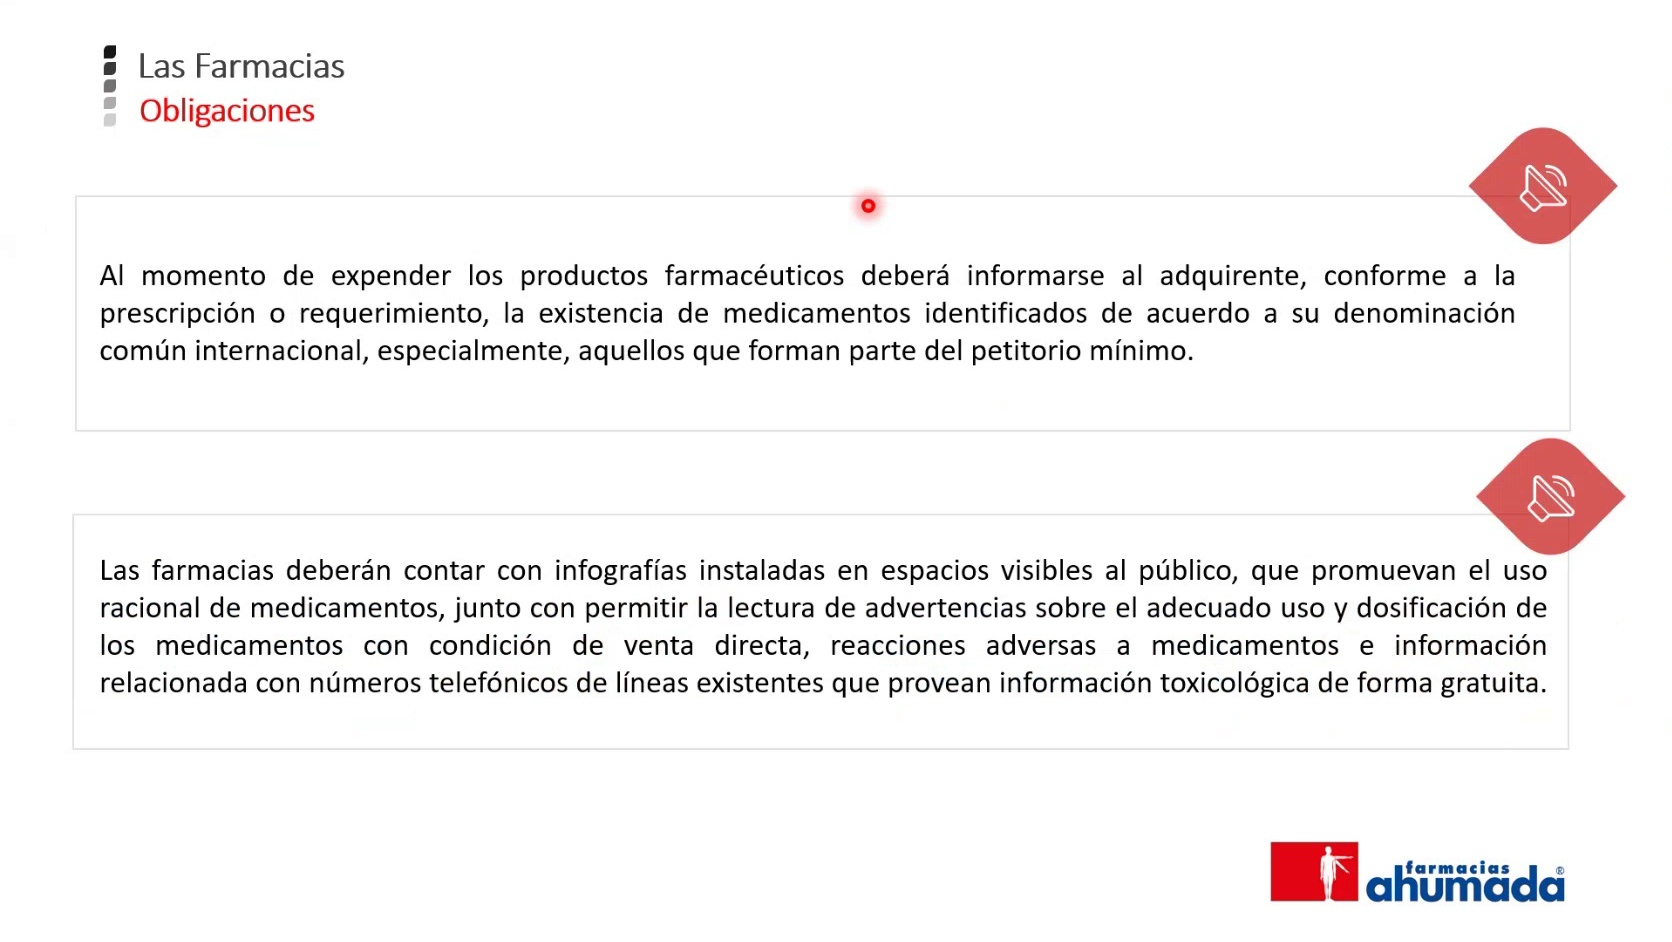 Las Farmacias
Obligaciones
Al momento de expender los productos farmacéuticos deberá informarse al adquirente, conforme a la
prescripción o requerimiento, la existencia de medicamentos identificados de acuerdo a su denominación
común internacional, especialmente, aquellos que forman parte del petitorio mínimo.
Las farmacias deberán contar con infografías instaladas en espacios visibles al público, que promuevan el uso
racional de medicamentos, junto con permitir la lectura de advertencias sobre el adecuado uso y dosificación de
los medicamentos con condición de venta directa, reacciones adversas a medicamentos e información
relacionada con números telefónicos de líneas existentes que provean información toxicológica de forma gratuita.
farmacias
ahumada®